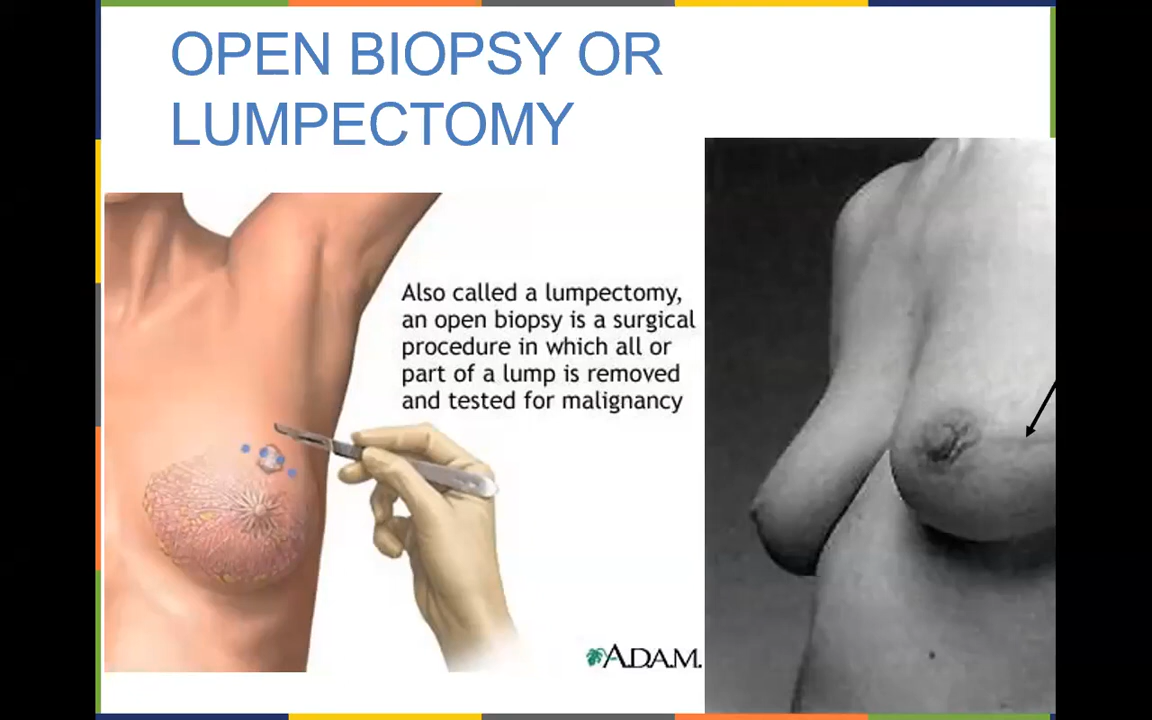 OPEN BIOPSY OR
LUMPECTOMY
Also called a lumpectomy,
an open biopsy is a surgical
procedure in which all or
part of a lump is removed
and tested for malignancy
A.D.A.M.